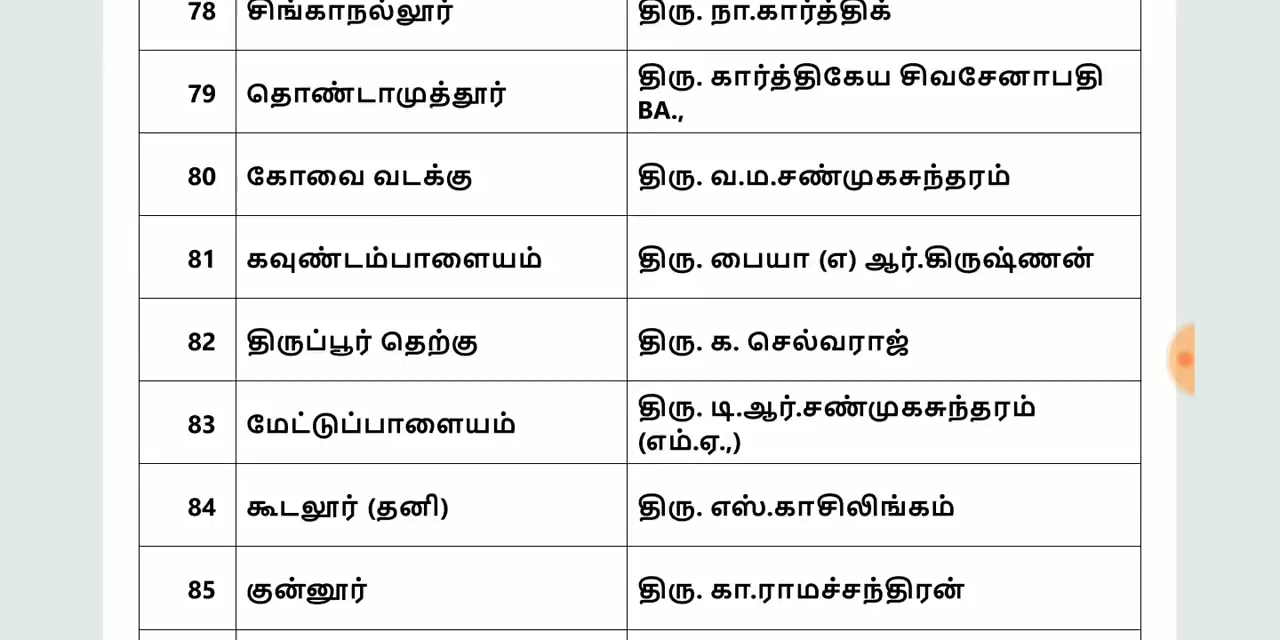 78 சிங்காநல்லூர் திரு. நா.கார்த்திக்
79 தொண்டாமுத்தூர் திரு. கார்த்திகேய சிவசேனாபதி
BA.,
80 கோவை வடக்கு திரு. வ.ம.சண்முகசுந்தரம்
81 கவுண்டம்பாளையம் திரு. பையா (எ) ஆர்.கிருஷ்ணன்
82 திருப்பூர் தெற்கு திரு. க. செல்வராஜ்
83 மேட்டுப்பாளையம் திரு. டி.ஆர்.சண்முகசுந்தரம்
(எம்.ஏ.,)
84 கூடலூர் (தனி) திரு. எஸ்.காசிலிங்கம்
85 குன்னூர் திரு. கா.ராமச்சந்திரன்